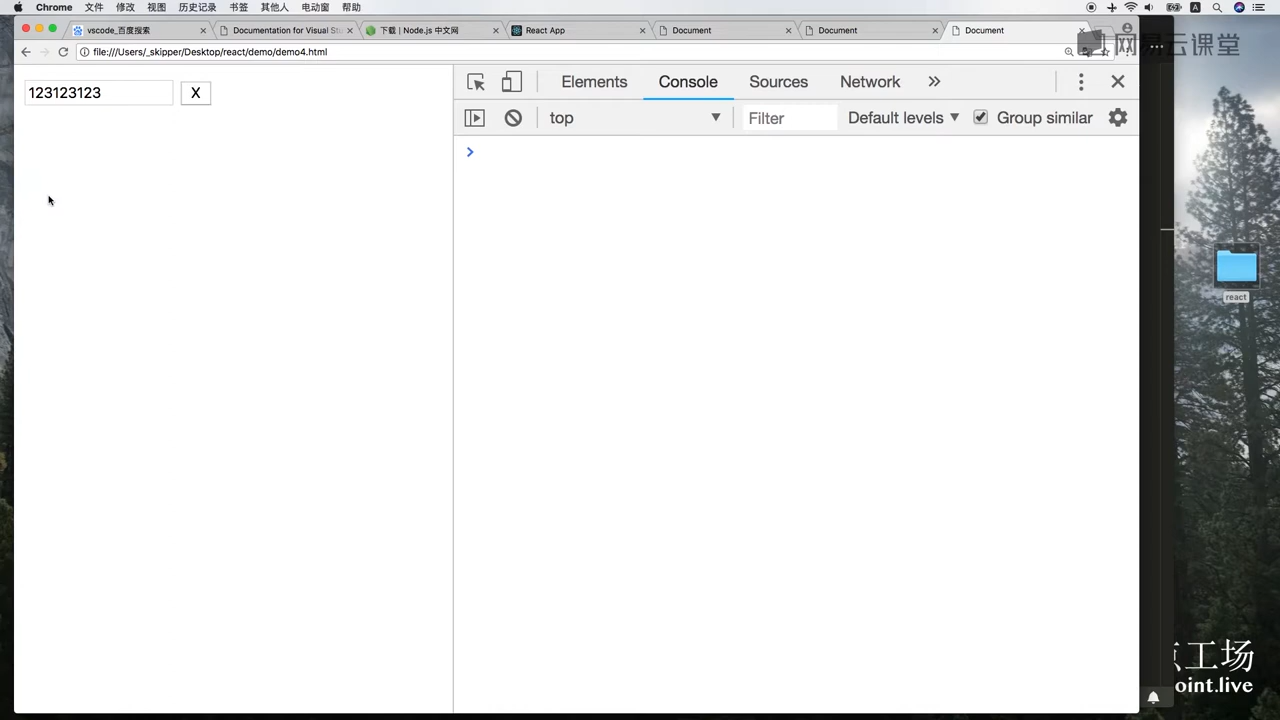 Chrome 文件 修改 视图 历史记录 书签 其他人 电动窗 帮助
vscode_百度搜索
Documentation for Visual Stu
下载 | Node.js 中文网
React App
Document
Document
Document
file:///Users/_skipper/Desktop/react/demo/demo4.html
网易云课堂
123123123
X
Elements Console Sources Network »
top Filter Default levels Group similar
react
工场
oint.live